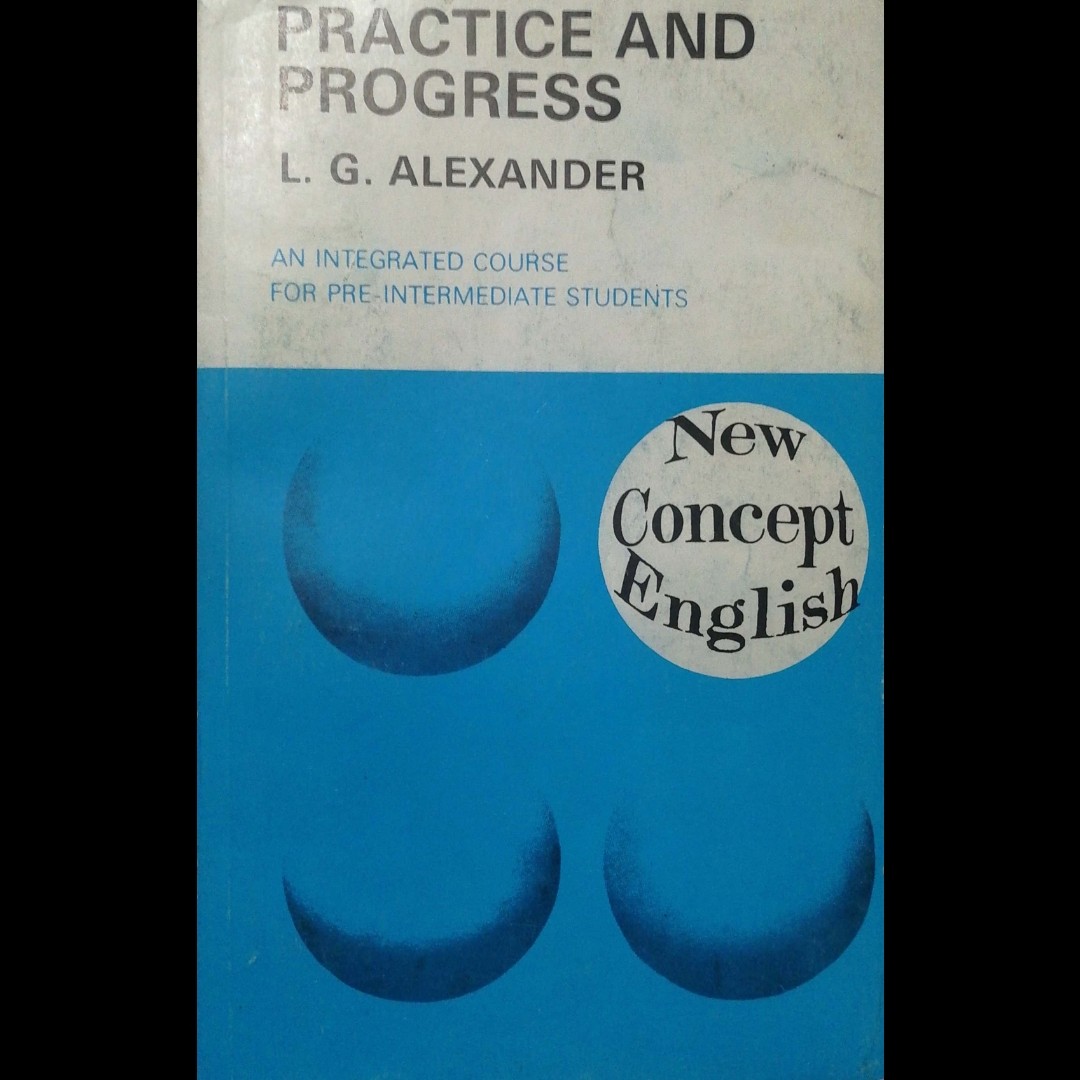 PRACTICE AND
PROGRESS
L. G. ALEXANDER
AN INTEGRATED COURSE
FOR PRE-INTERMEDIATE STUDENTS
New
Concept
English